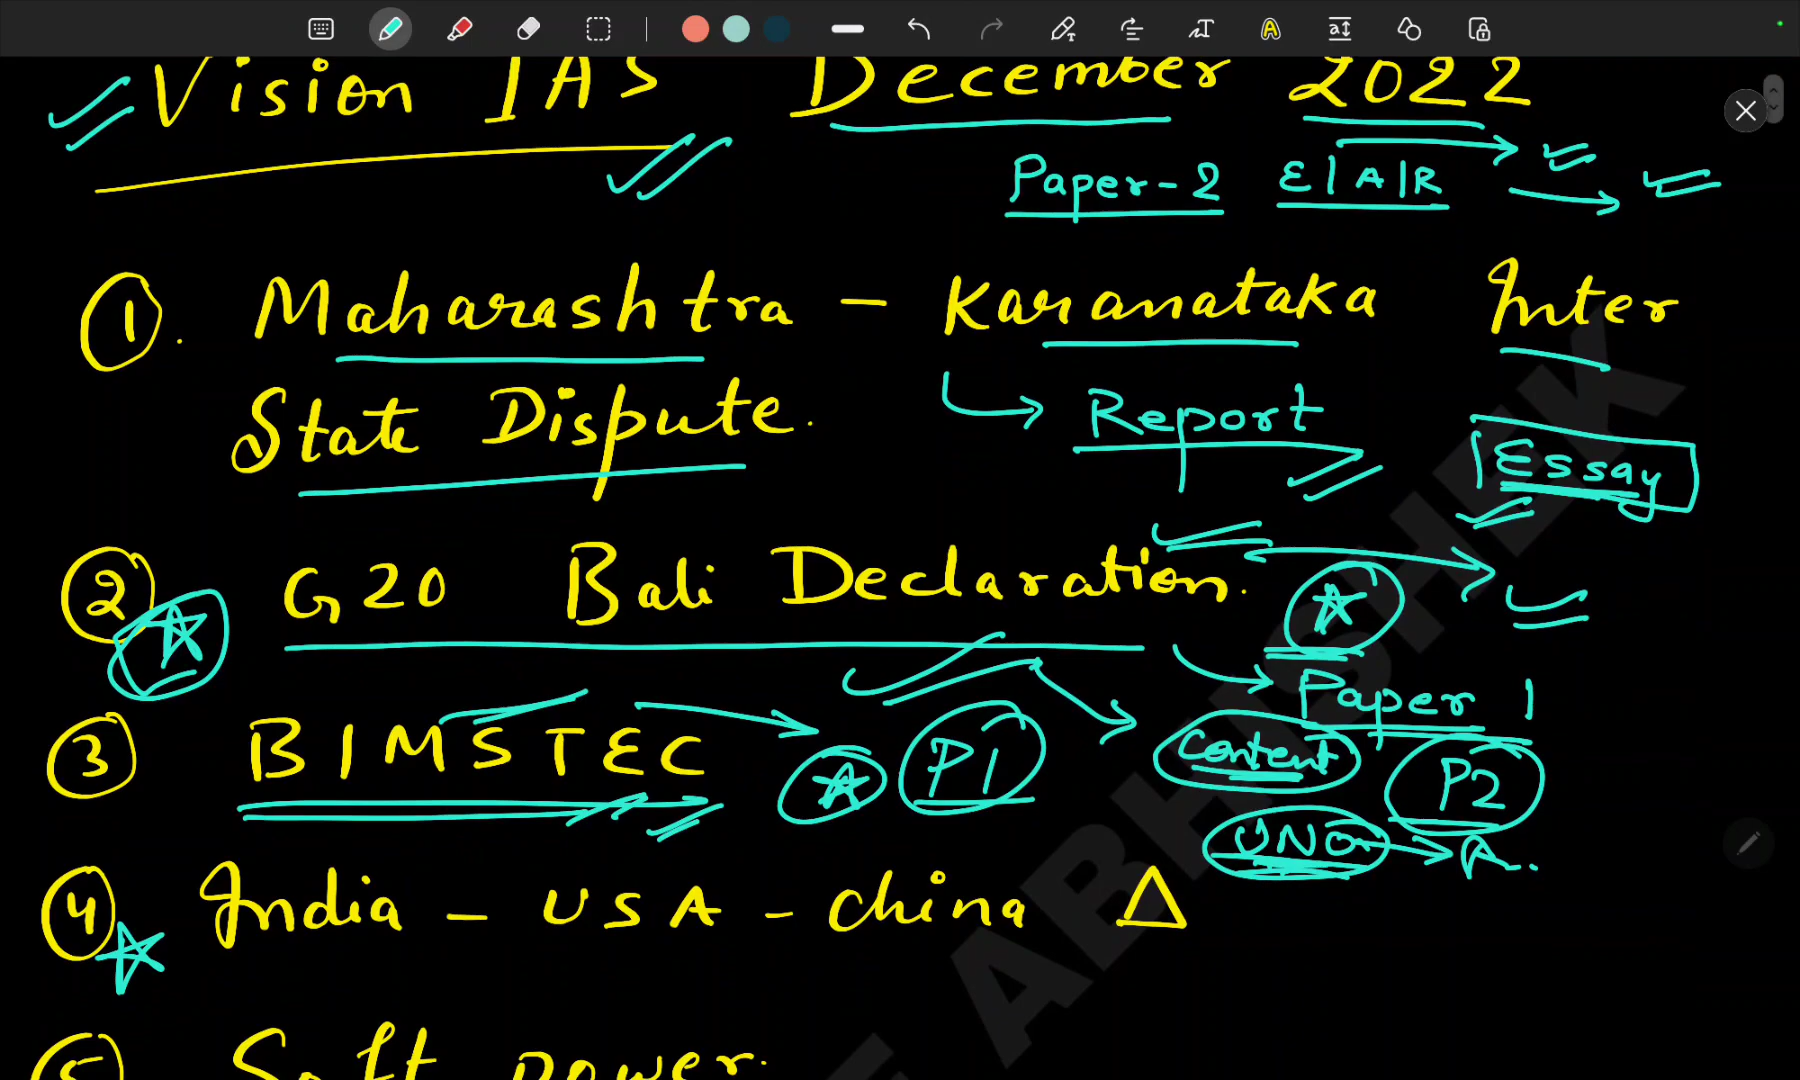 Vision IAS December 2022
Paper-2 E/A/R
1. Maharashtra - Karanataka Inter
State Dispute.
Report
Essay
2 G20 Bali Declaration.
Paper 1
3 BIMSTEC
P1
Content
P2
UNO
A..
4 India - USA - China Δ
5 Soft power.
ABHISHEK